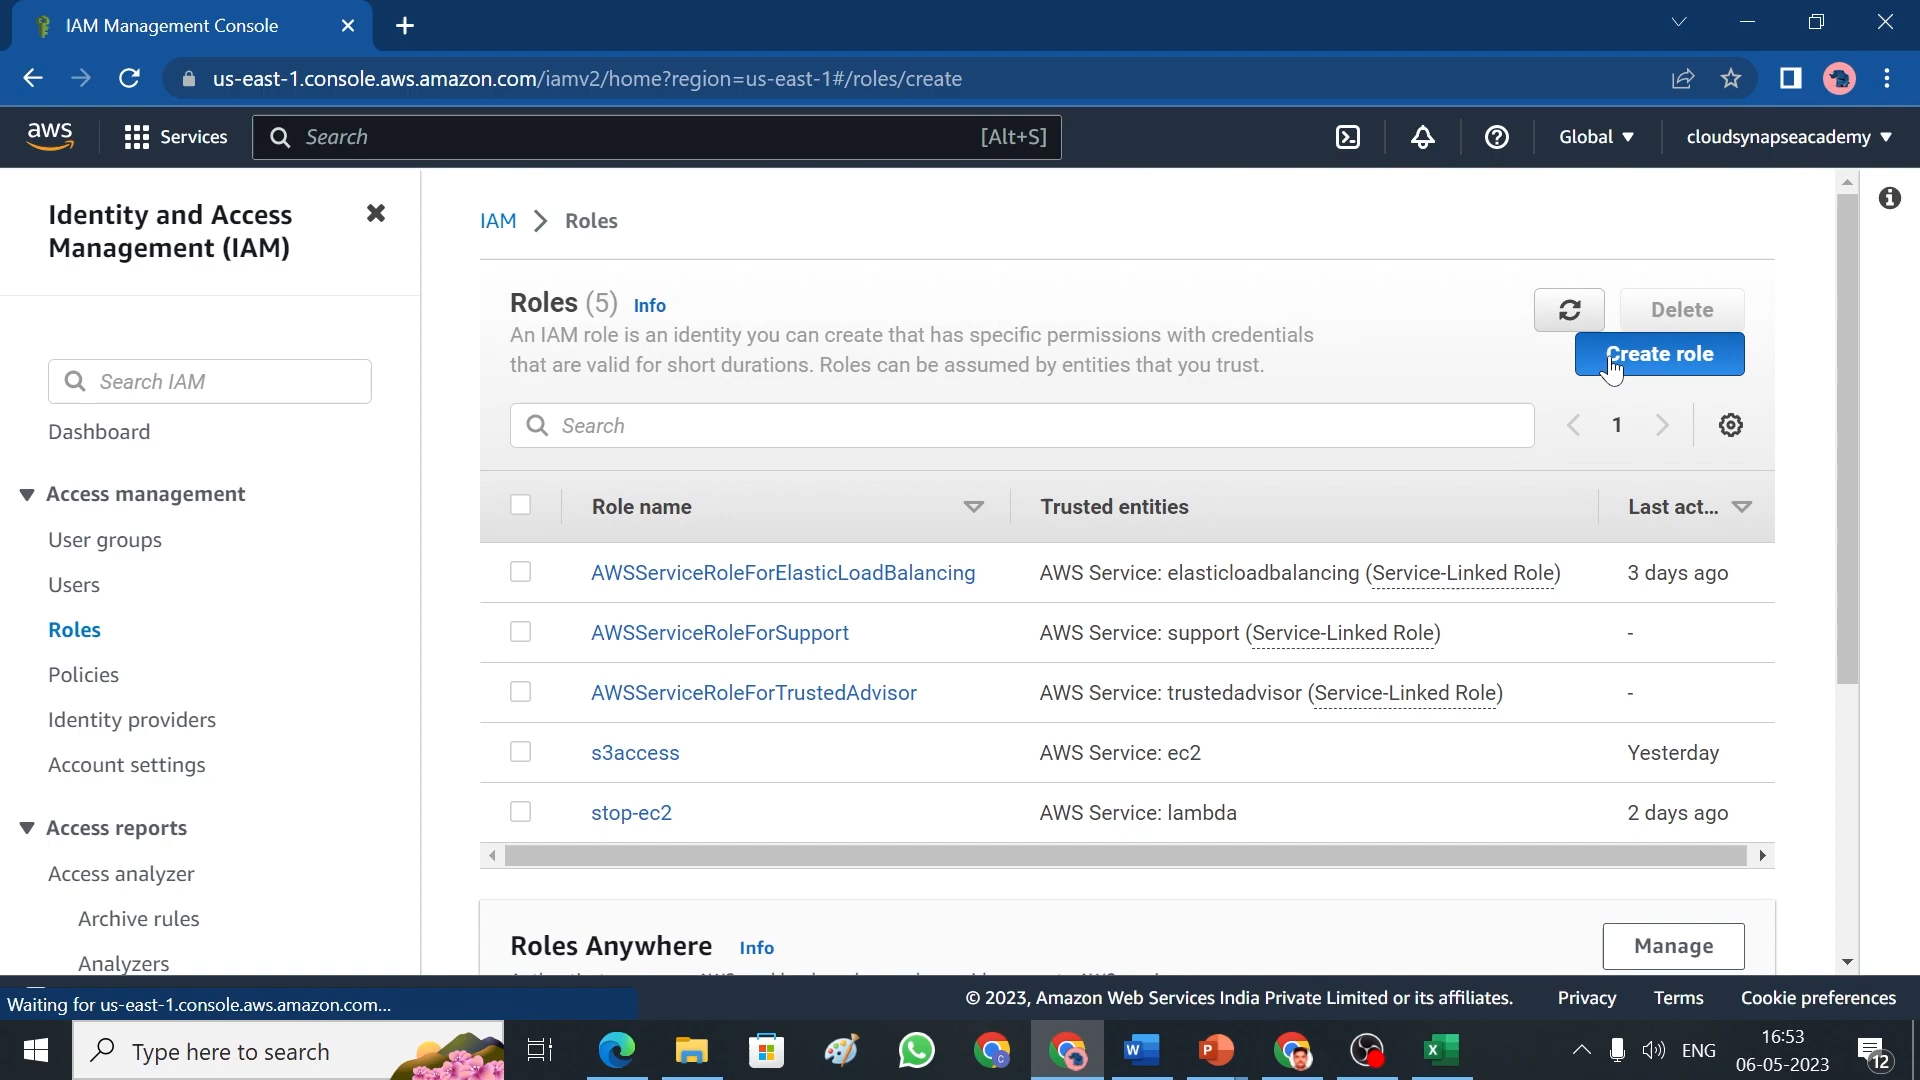 IAM Management Console
us-east-1.console.aws.amazon.com/iamv2/home?region=us-east-1#/roles/create
aws
Services
Search
[Alt+S]
Global
cloudsynapseacademy
Identity and Access
Management (IAM)
Search IAM
Dashboard
Access management
User groups
Users
Roles
Policies
Identity providers
Account settings
Access reports
Access analyzer
Archive rules
Analyzers
IAM > Roles
Roles (5) Info
An IAM role is an identity you can create that has specific permissions with credentials
that are valid for short durations. Roles can be assumed by entities that you trust.
Delete
Create role
Search
1
Role name Trusted entities Last act...
AWSServiceRoleForElasticLoadBalancing AWS Service: elasticloadbalancing (Service-Linked Role) 3 days ago
AWSServiceRoleForSupport AWS Service: support (Service-Linked Role) -
AWSServiceRoleForTrustedAdvisor AWS Service: trustedadvisor (Service-Linked Role) -
s3access AWS Service: ec2 Yesterday
stop-ec2 AWS Service: lambda 2 days ago
Roles Anywhere Info
Manage
Waiting for us-east-1.console.aws.amazon.com...
© 2023, Amazon Web Services India Private Limited or its affiliates. Privacy Terms Cookie preferences
Type here to search
ENG
16:53
06-05-2023
12